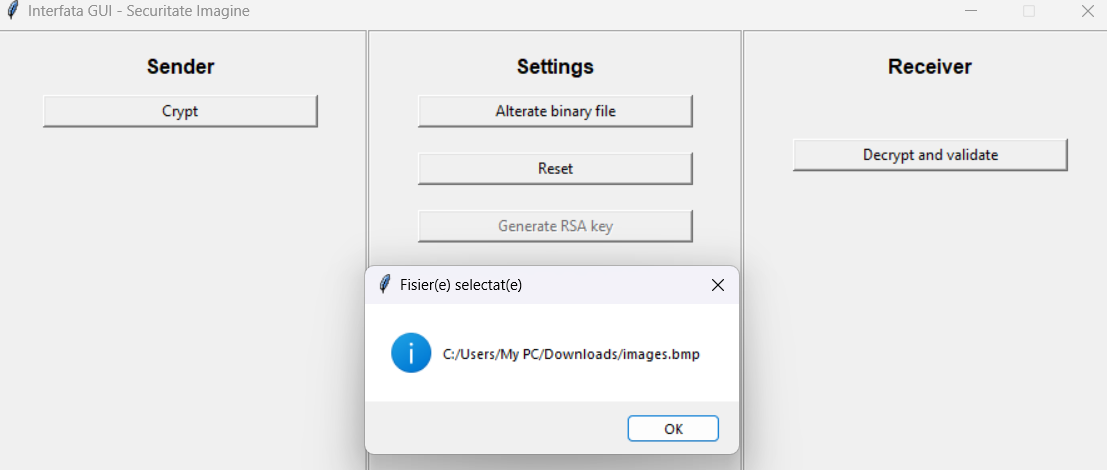 Interfata GUI - Securitate Imagine
Sender
Crypt
Settings
Alterate binary file
Reset
Generate RSA key
Receiver
Decrypt and validate
Fisier(e) selectat(e)
C:/Users/My PC/Downloads/images.bmp
OK